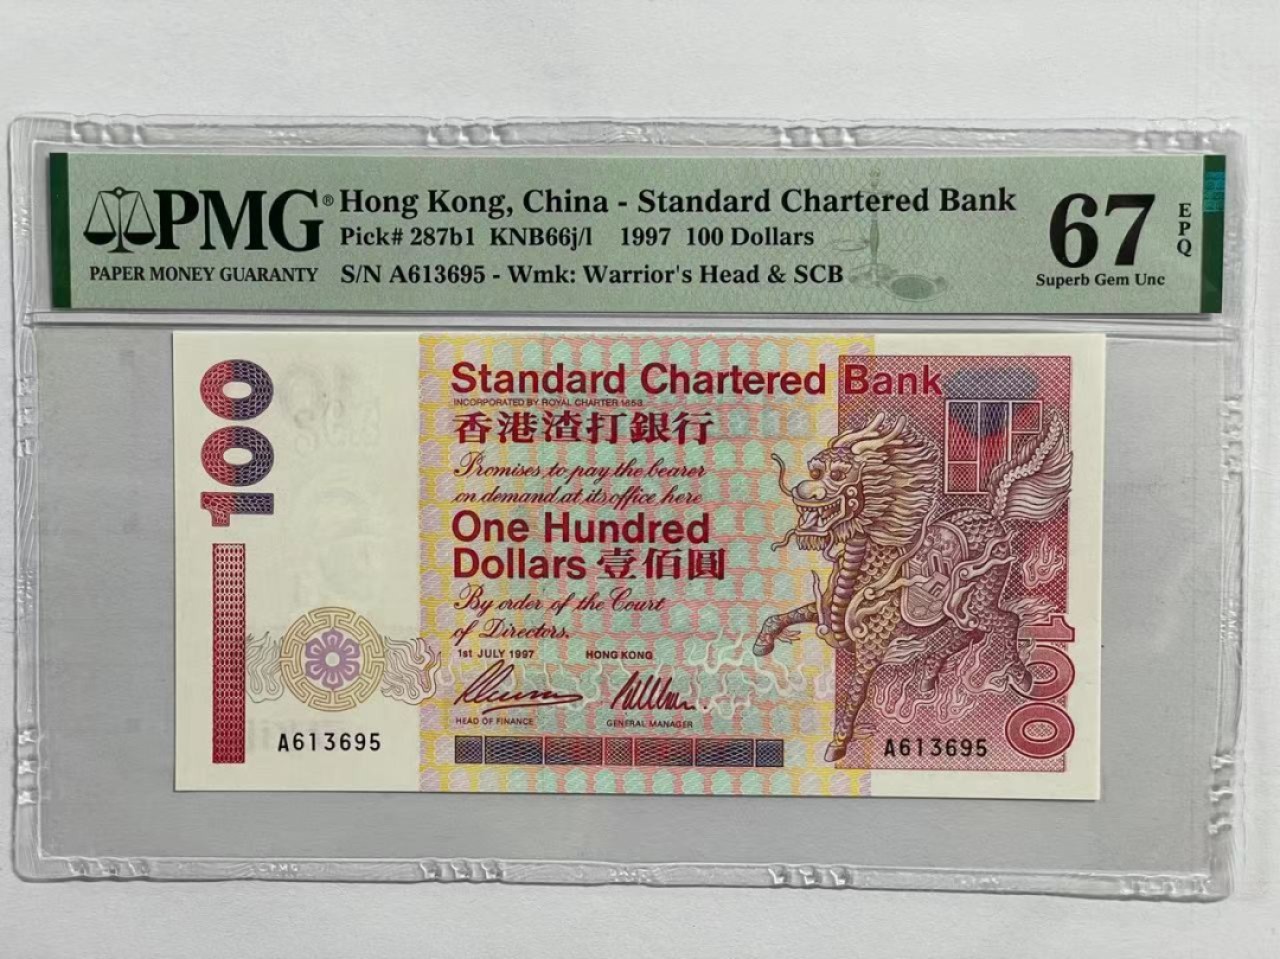 PMG® Hong Kong, China - Standard Chartered Bank
Pick# 287b1 KNB66j/l 1997 100 Dollars
PAPER MONEY GUARANTY
S/N A613695 - Wmk: Warrior's Head & SCB
67
EPQ
Superb Gem Unc
100
Standard Chartered Bank
INCORPORATED BY ROYAL CHARTER 1853
香港渣打銀行
Promises to pay the bearer
on demand at its office here
One Hundred
Dollars 壹佰圓
By order of the Court
of Directors.
1st JULY 1997 HONG KONG
HEAD OF FINANCE GENERAL MANAGER
A613695 A613695
100